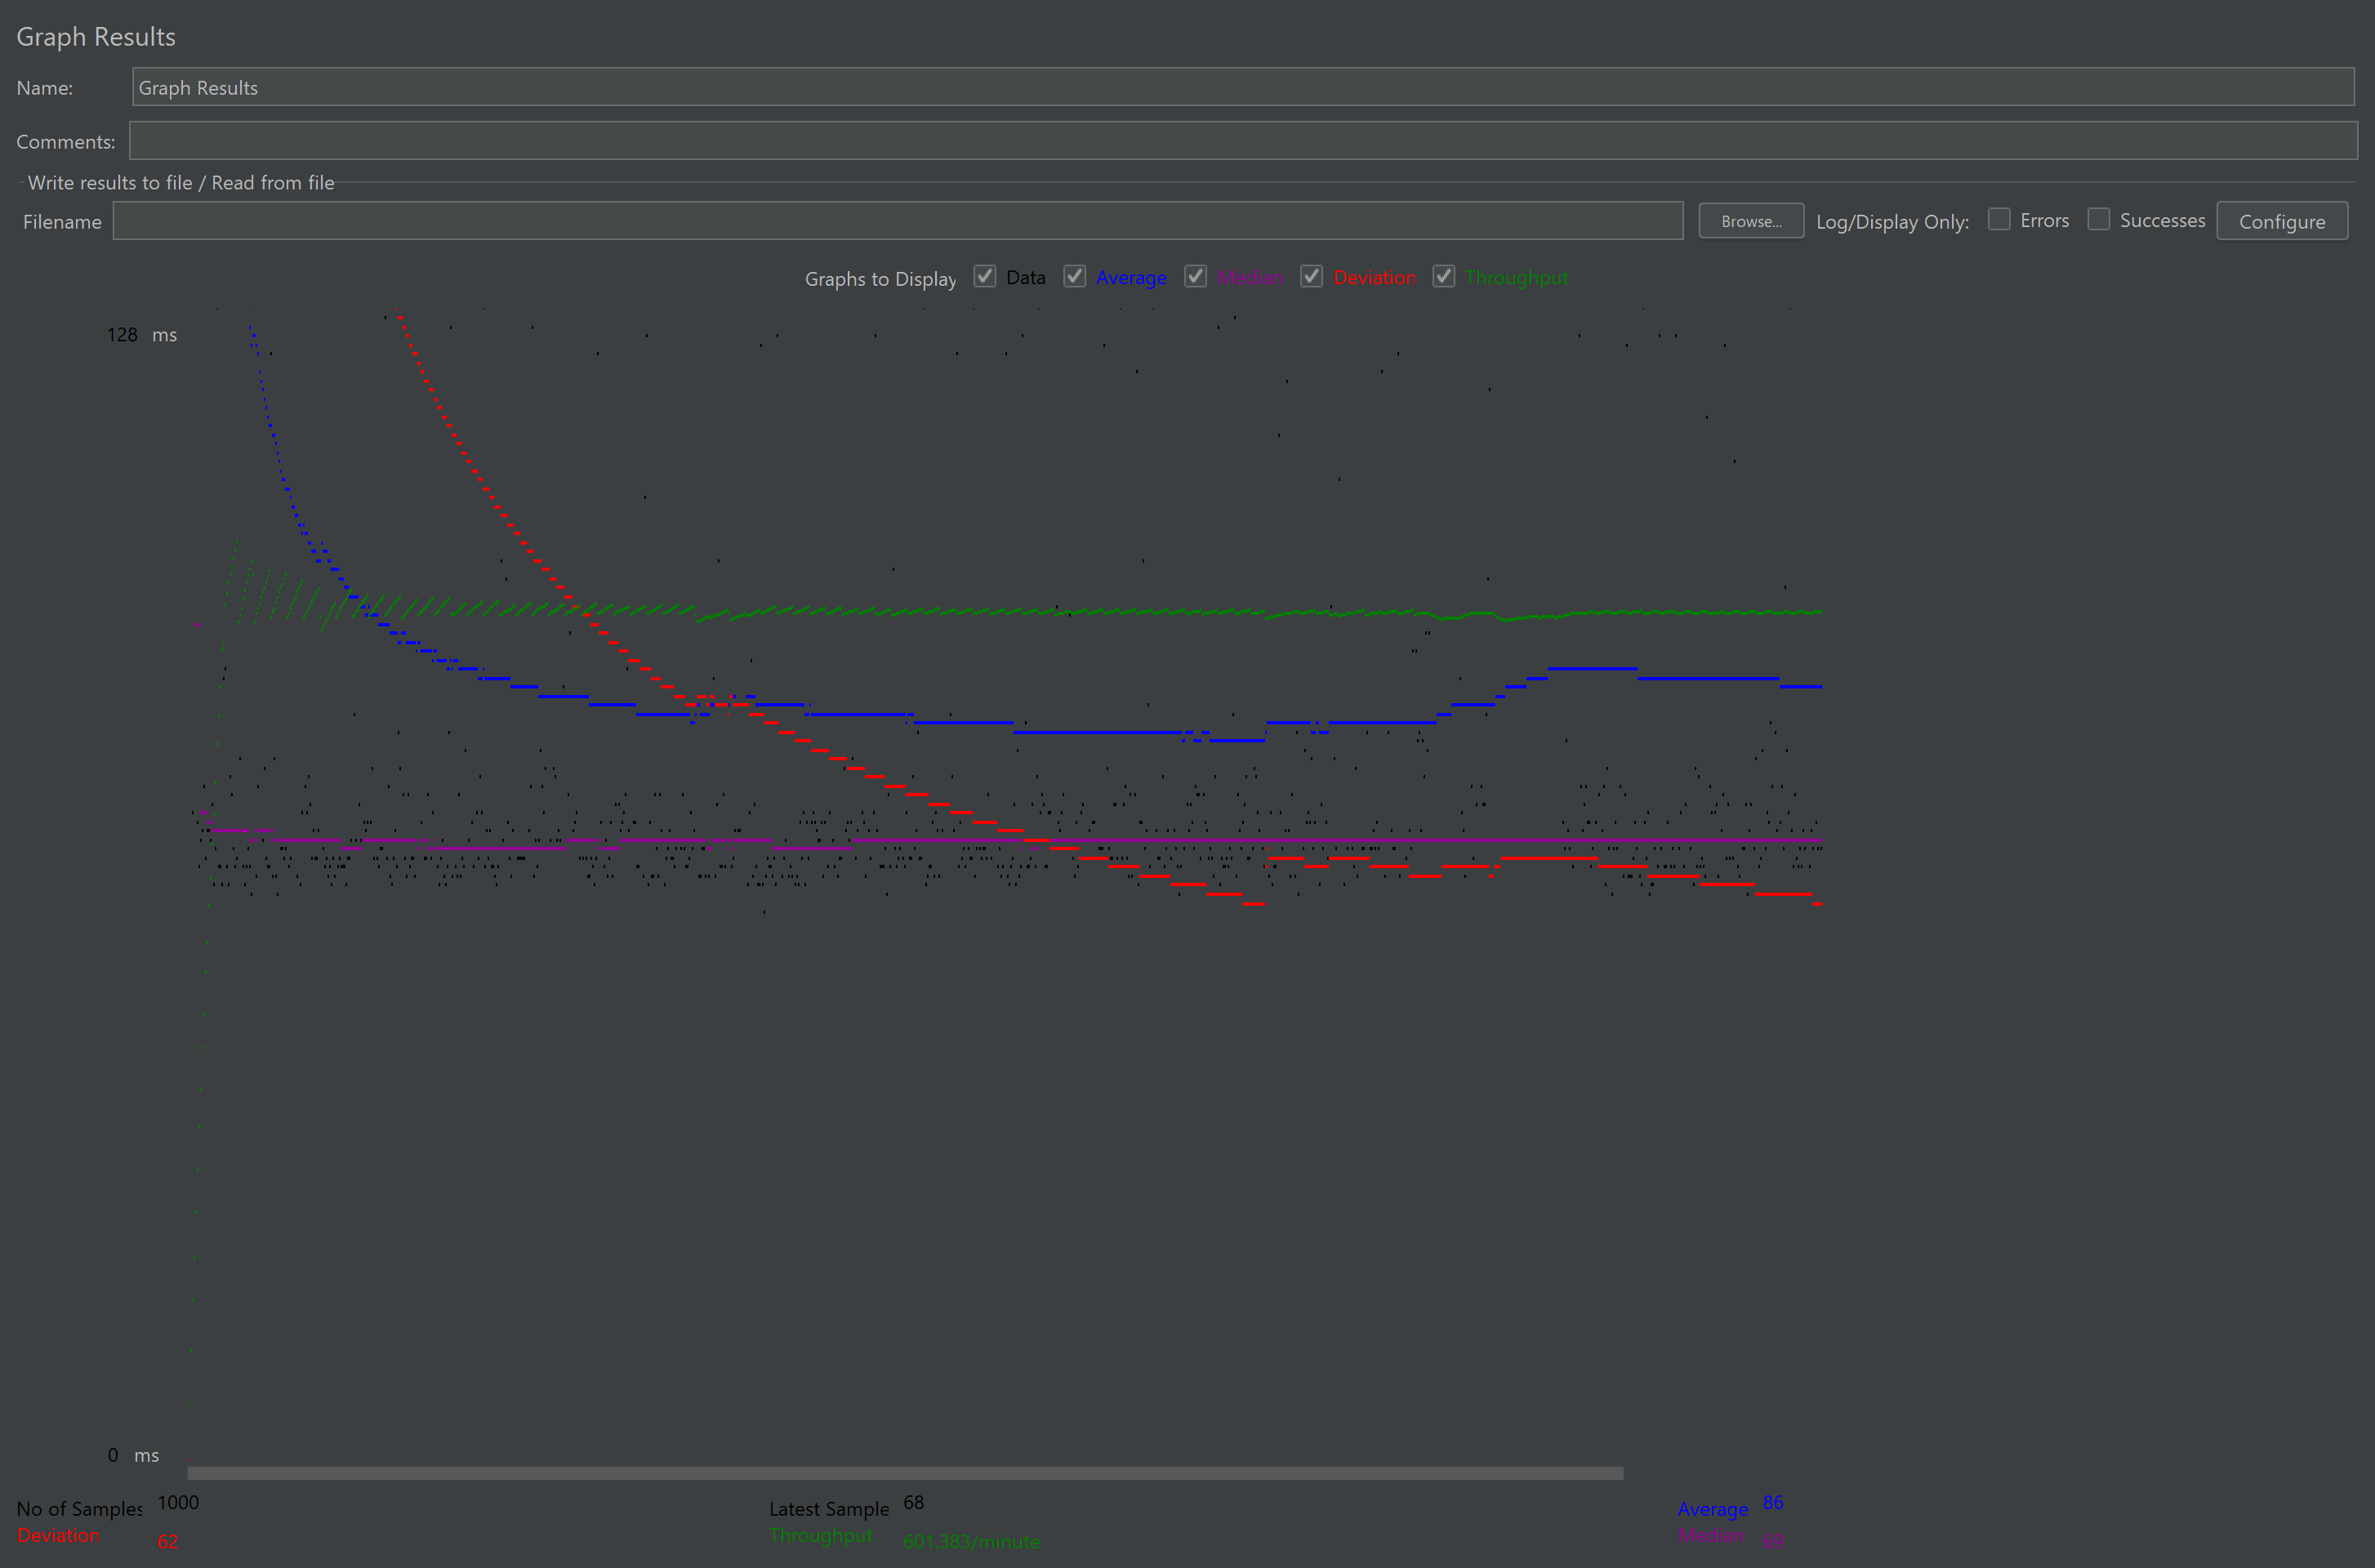 Graph Results
Name: Graph Results
Comments:
Write results to file / Read from file
Filename Browse... Log/Display Only: Errors Successes Configure
Graphs to Display Data Average Median Deviation Throughput
128 ms
0 ms
No of Samples 1000 Latest Sample 68 Average 86
Deviation 62 Throughput 601.383/minute Median 69